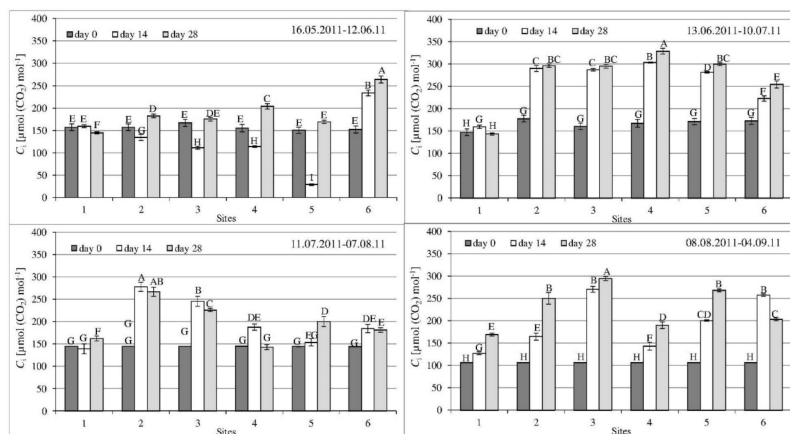 day 0 day 14 day 28 16.05.2011-12.06.11
Ci [µmol (CO2) mol-1]
400
350
300
250
200
150
100
50
0
E E F
E G D
E H DE
E H C
E I E
E B A
1 2 3 4 5 6
Sites
day 0 day 14 day 28 13.06.2011-10.07.11
Ci [µmol (CO2) mol-1]
400
350
300
250
200
150
100
50
0
H G H
G C BC
G C BC
G B A
G D BC
G F E
1 2 3 4 5 6
Sites
day 0 day 14 day 28 11.07.2011-07.08.11
Ci [µmol (CO2) mol-1]
400
350
300
250
200
150
100
50
0
G G F
G A AB
G B C
G DE G
G FG D
G DE E
1 2 3 4 5 6
Sites
day 0 day 14 day 28 08.08.2011-04.09.11
Ci [µmol (CO2) mol-1]
400
350
300
250
200
150
100
50
0
H G E
H E B
H B A
H F D
H CD B
H B C
1 2 3 4 5 6
Sites